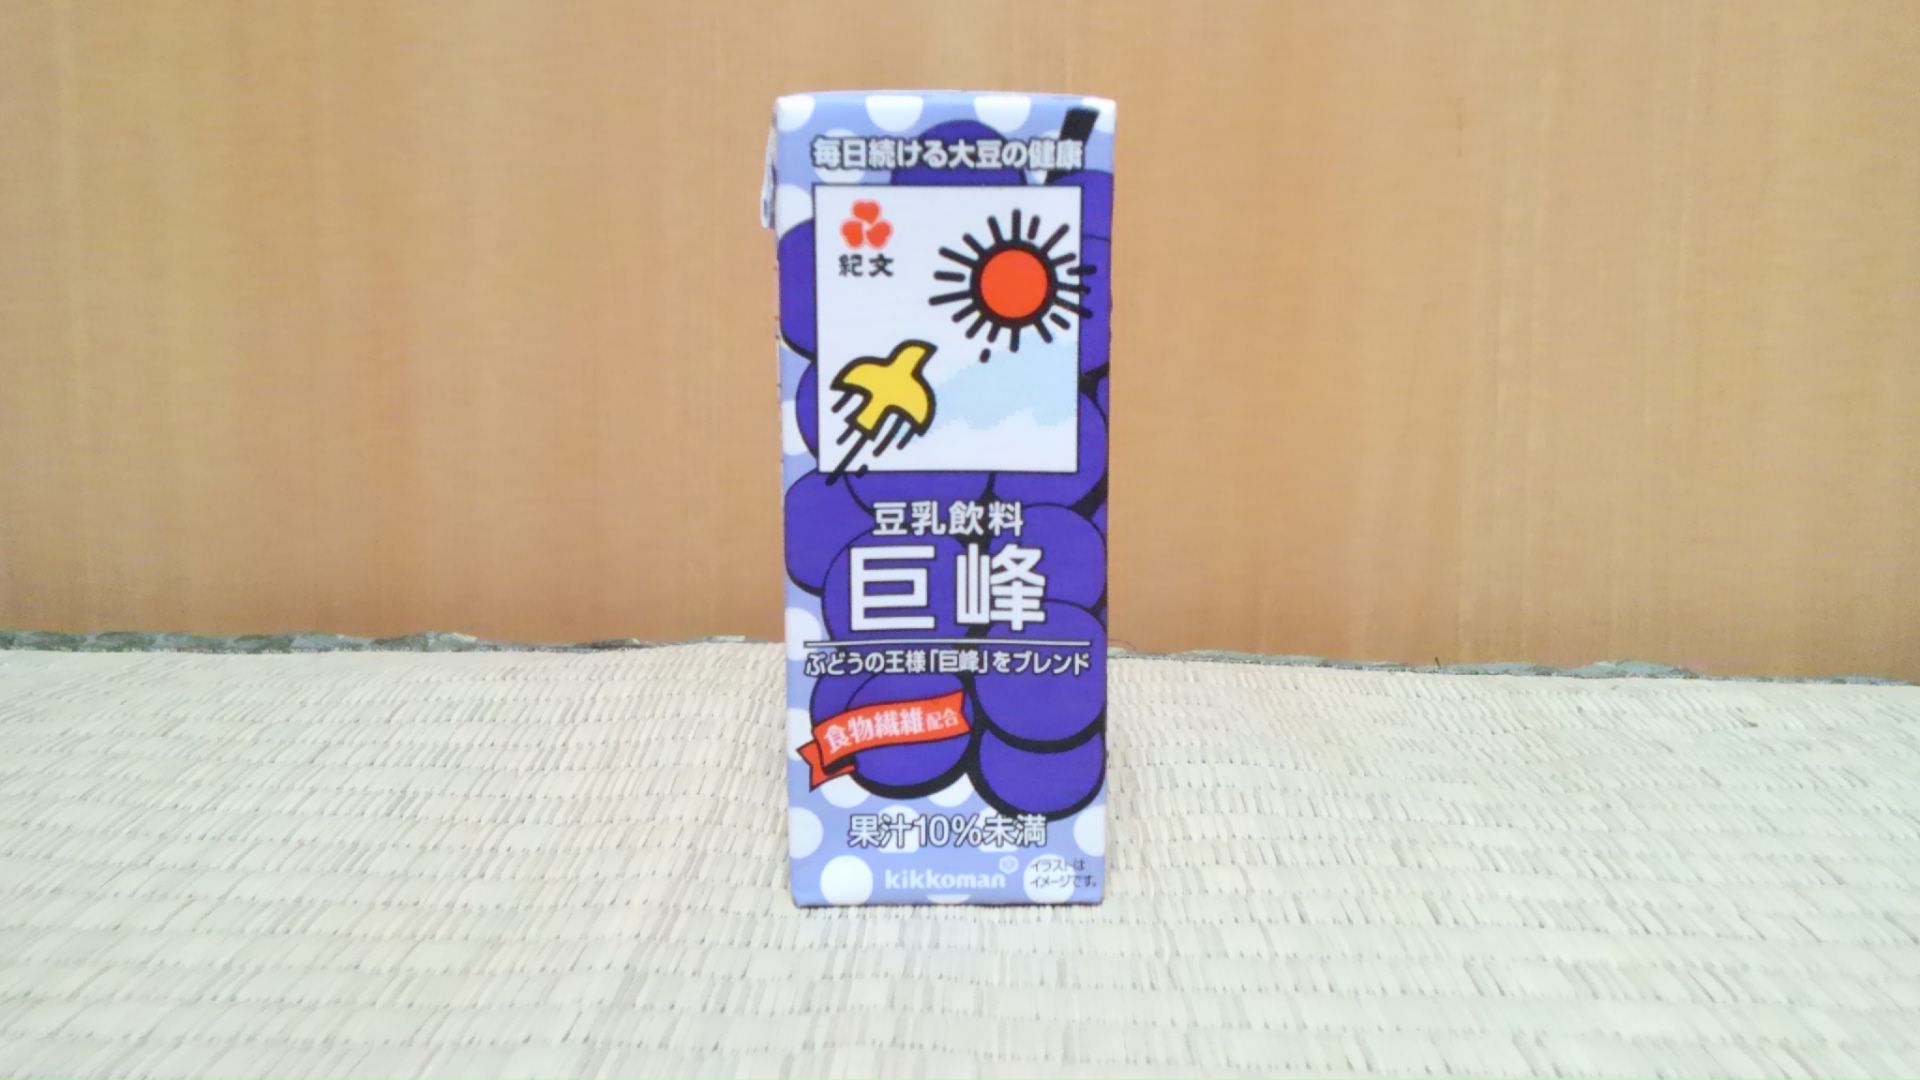 毎日続ける大豆の健康
紀文
豆乳飲料
巨峰
ぶどうの王様「巨峰」をブレンド
食物繊維配合
果汁10%未満
kikkoman
イラストは
イメージです。